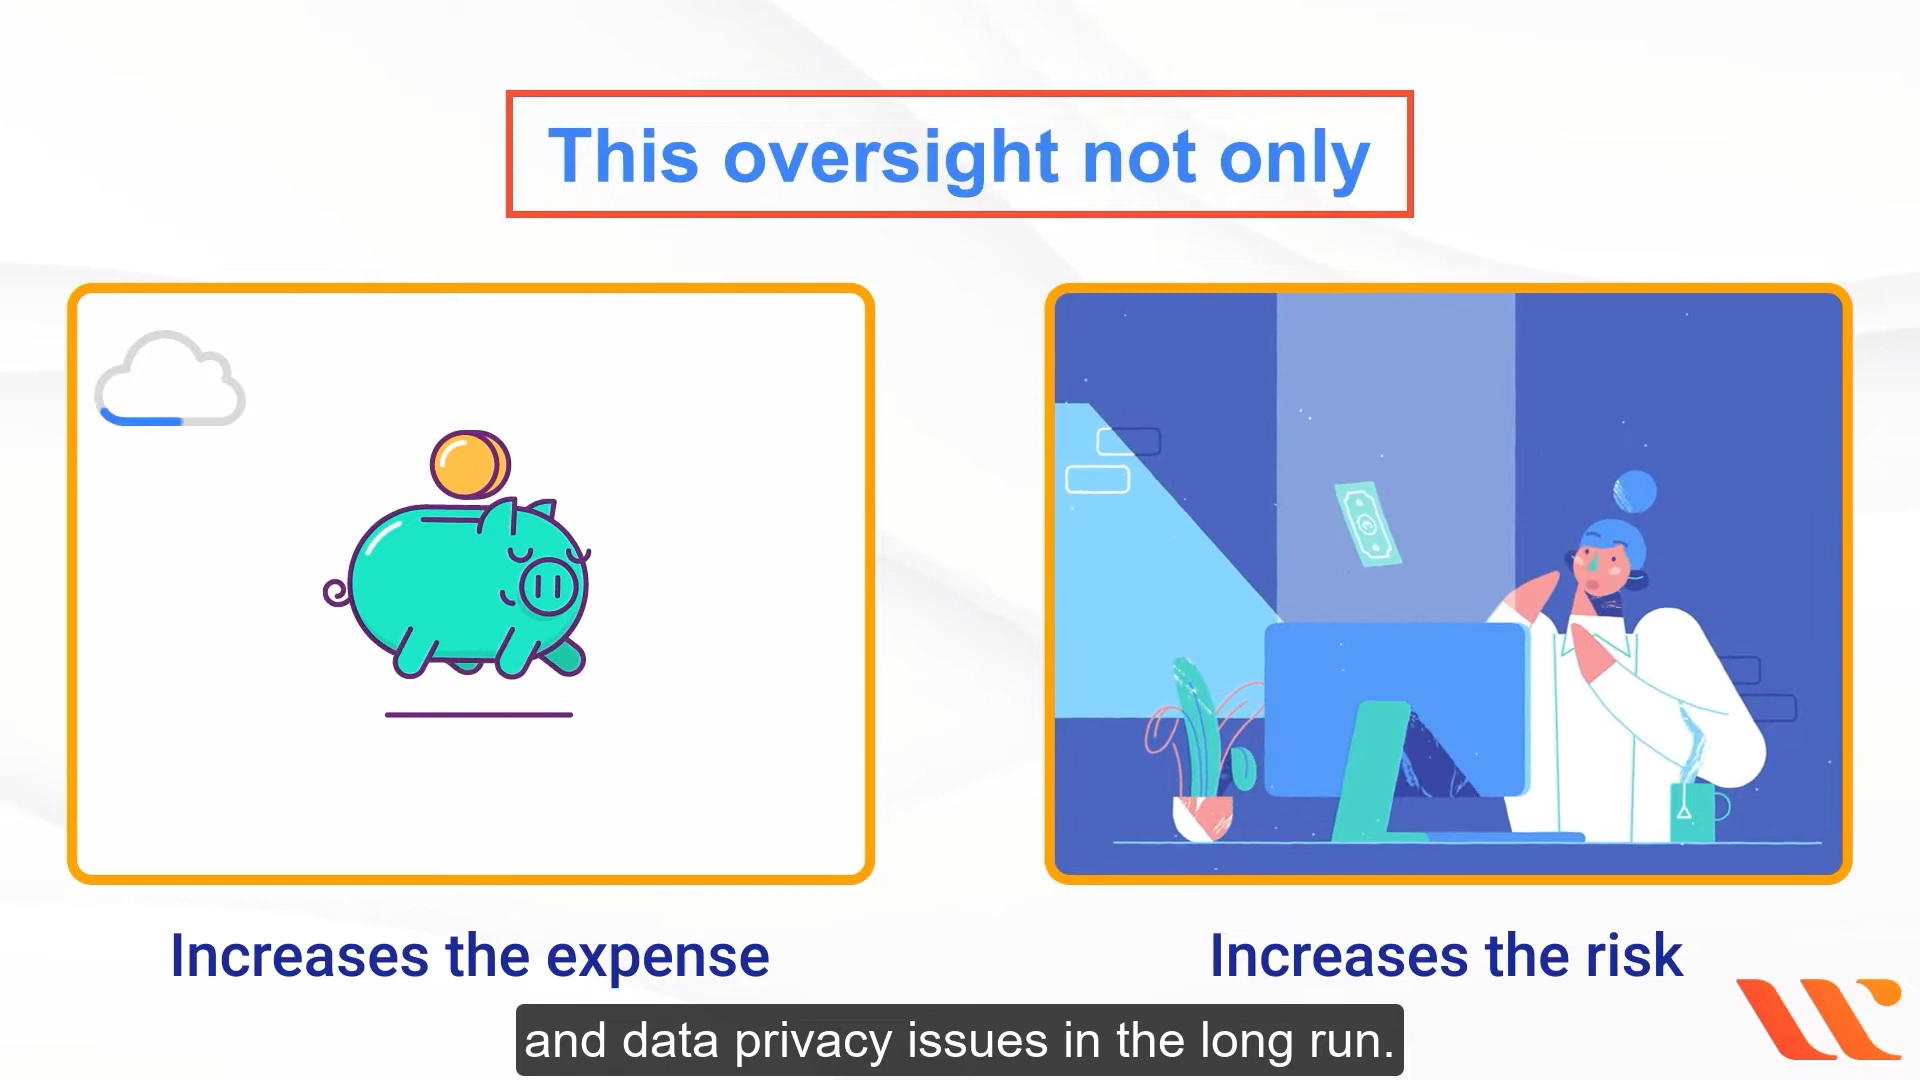 This oversight not only
Increases the expense
Increases the risk
and data privacy issues in the long run.